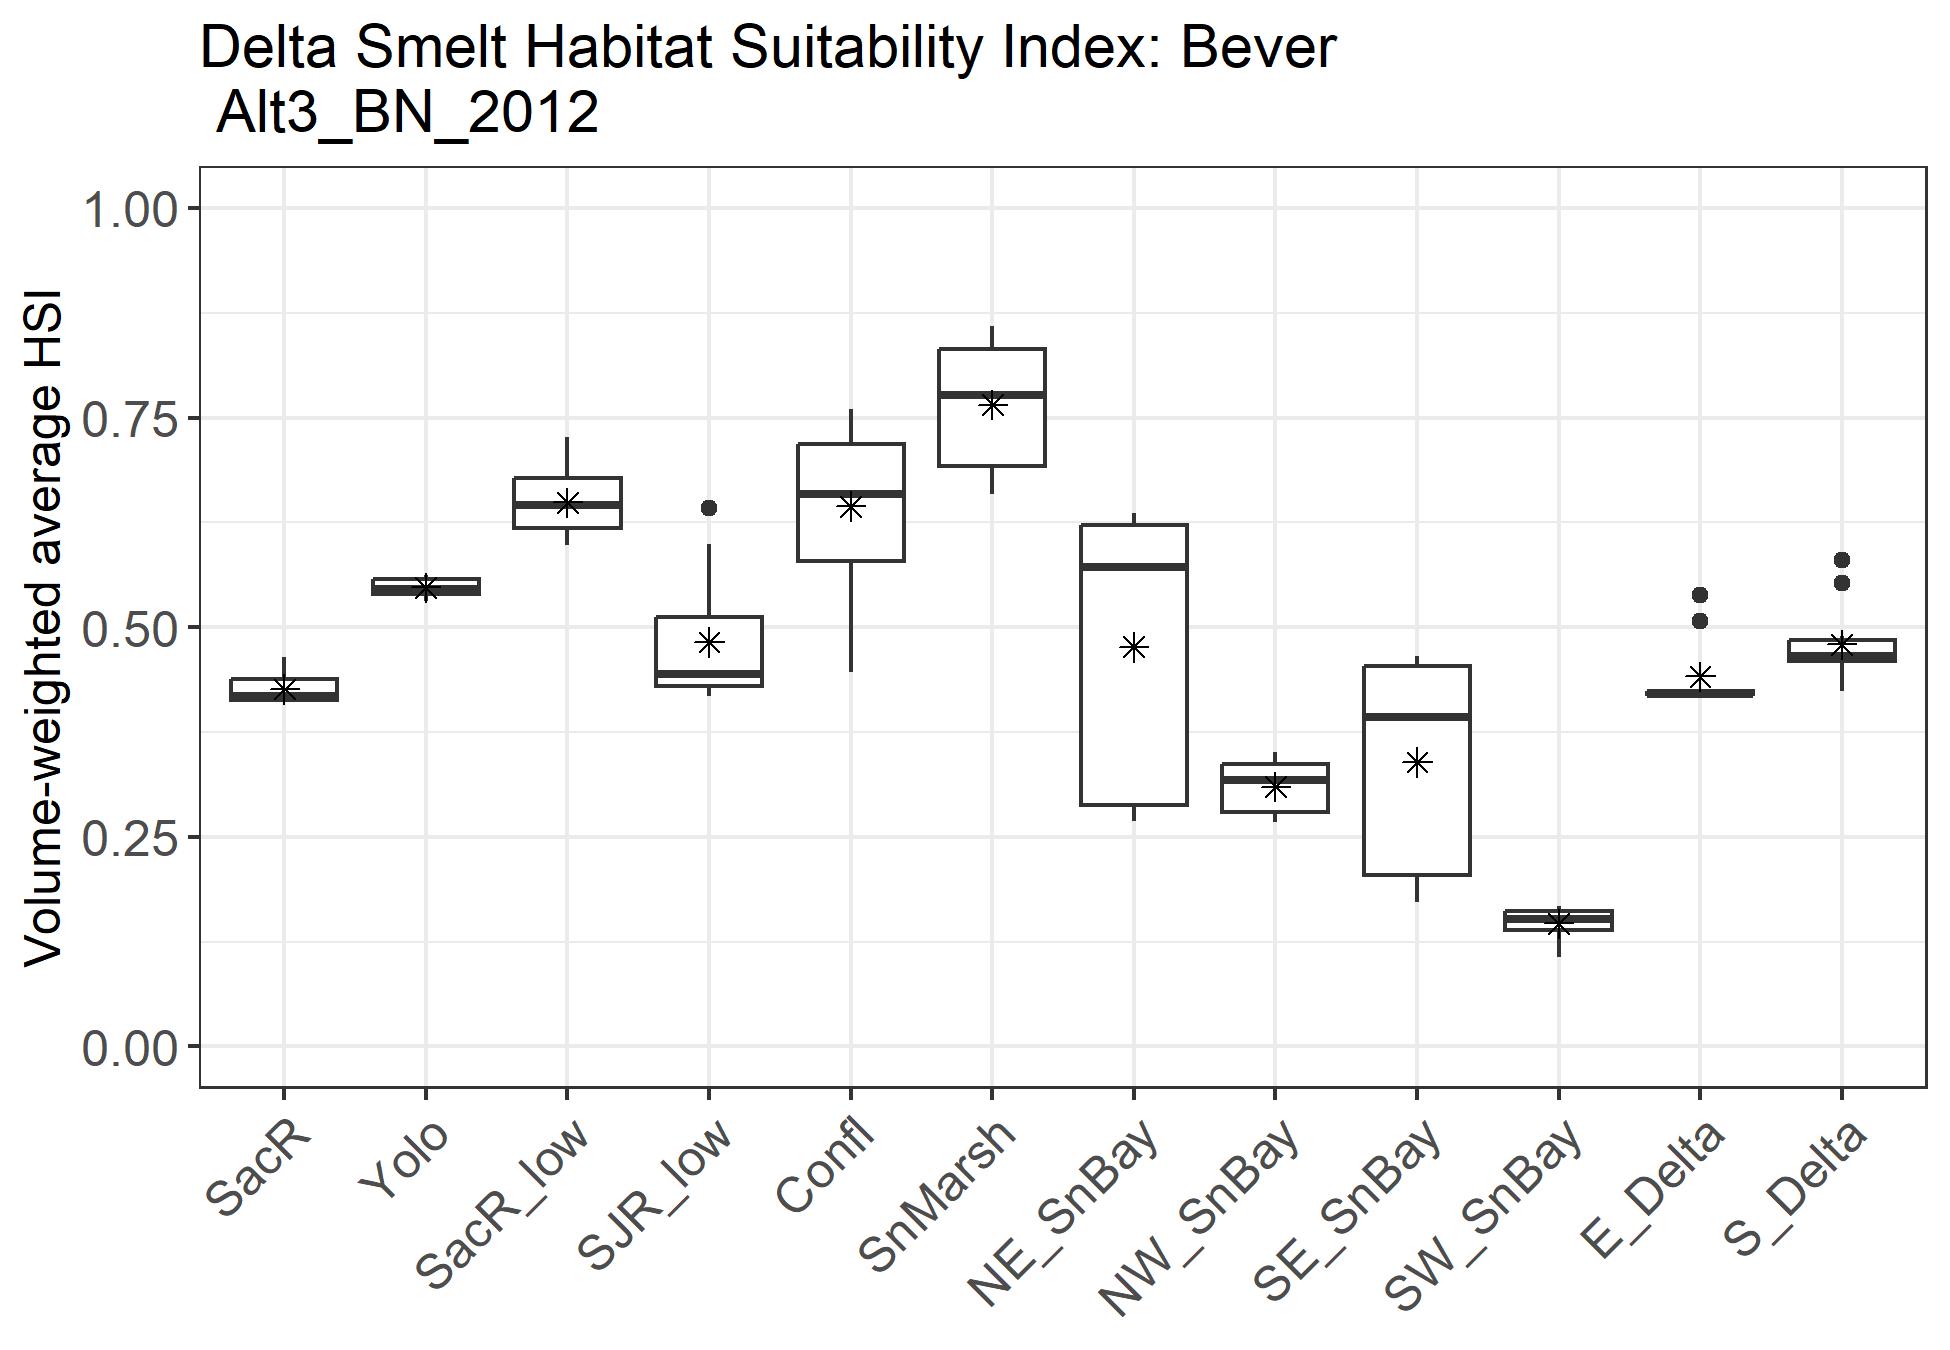 Delta Smelt Habitat Suitability Index: Bever
Alt3_BN_2012
Volume-weighted average HSI
1.00
0.75
0.50
0.25
0.00
SacR
Yolo
SacR_low
SJR_low
Confl
SnMarsh
NE_SnBay
NW_SnBay
SE_SnBay
SW_SnBay
E_Delta
S_Delta